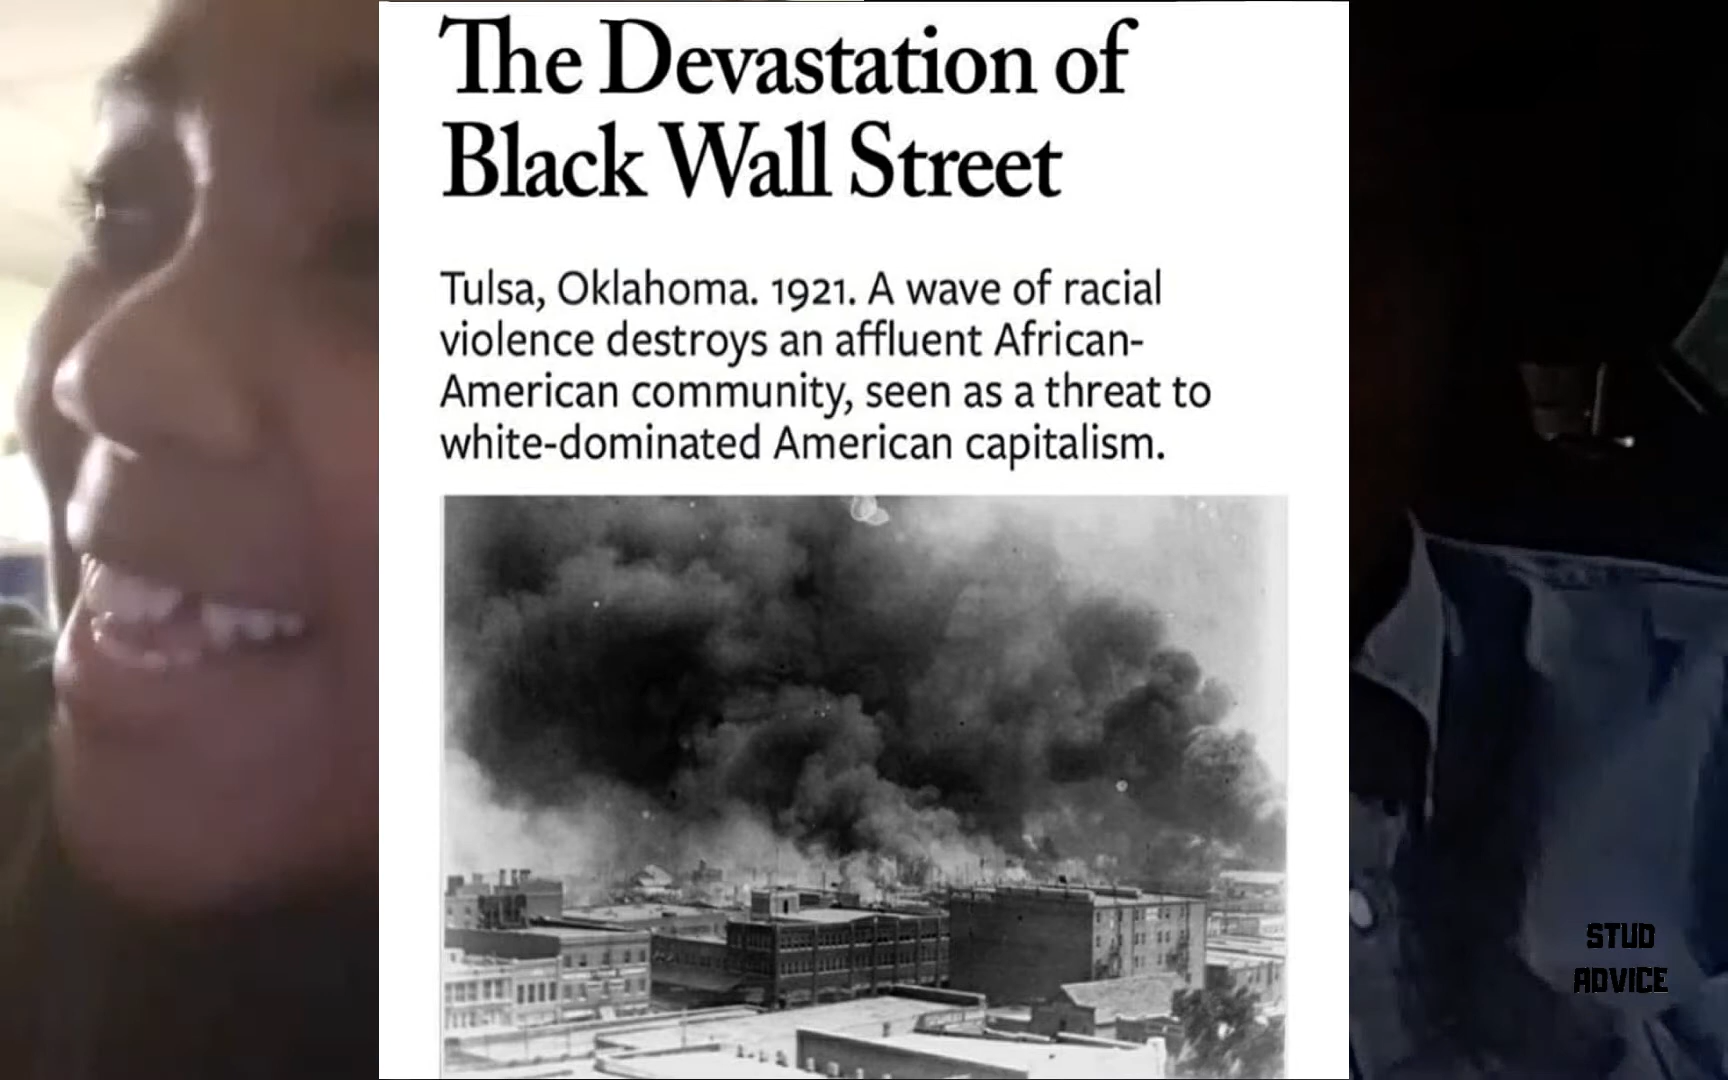 The Devastation of
Black Wall Street
Tulsa, Oklahoma. 1921. A wave of racial
violence destroys an affluent African-
American community, seen as a threat to
white-dominated American capitalism.
STUD
ADVICE